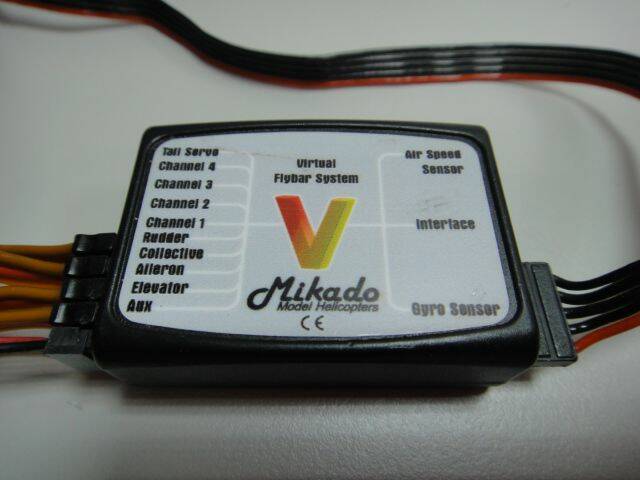 Tail Servo
Channel 4
Channel 3
Channel 2
Channel 1
Rudder
Collective
Aileron
Elevator
Aux
Virtual
Flybar System
V
Mikado
Model Helicopters
CE
Air Speed
Sensor
Interface
Gyro Sensor